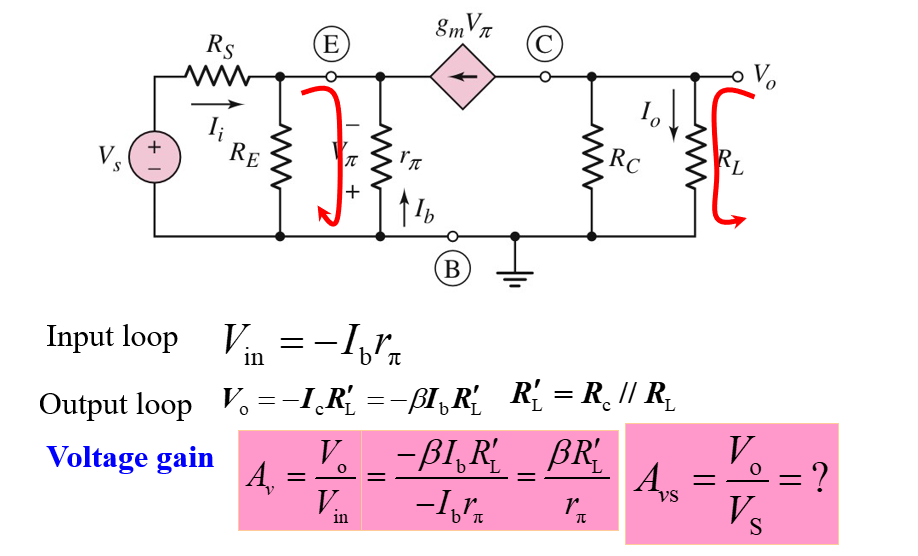 g_mV_π
R_S E C V_o
I_i I_o
V_s + − R_E − V_π + r_π R_C R_L
I_b
B
Input loop V_in = −I_b r_π
Output loop V_o = −I_c R′_L = −βI_b R′_L R′_L = R_c // R_L
Voltage gain A_v = V_o / V_in = −βI_b R′_L / −I_b r_π = βR′_L / r_π A_vs = V_o / V_S = ?